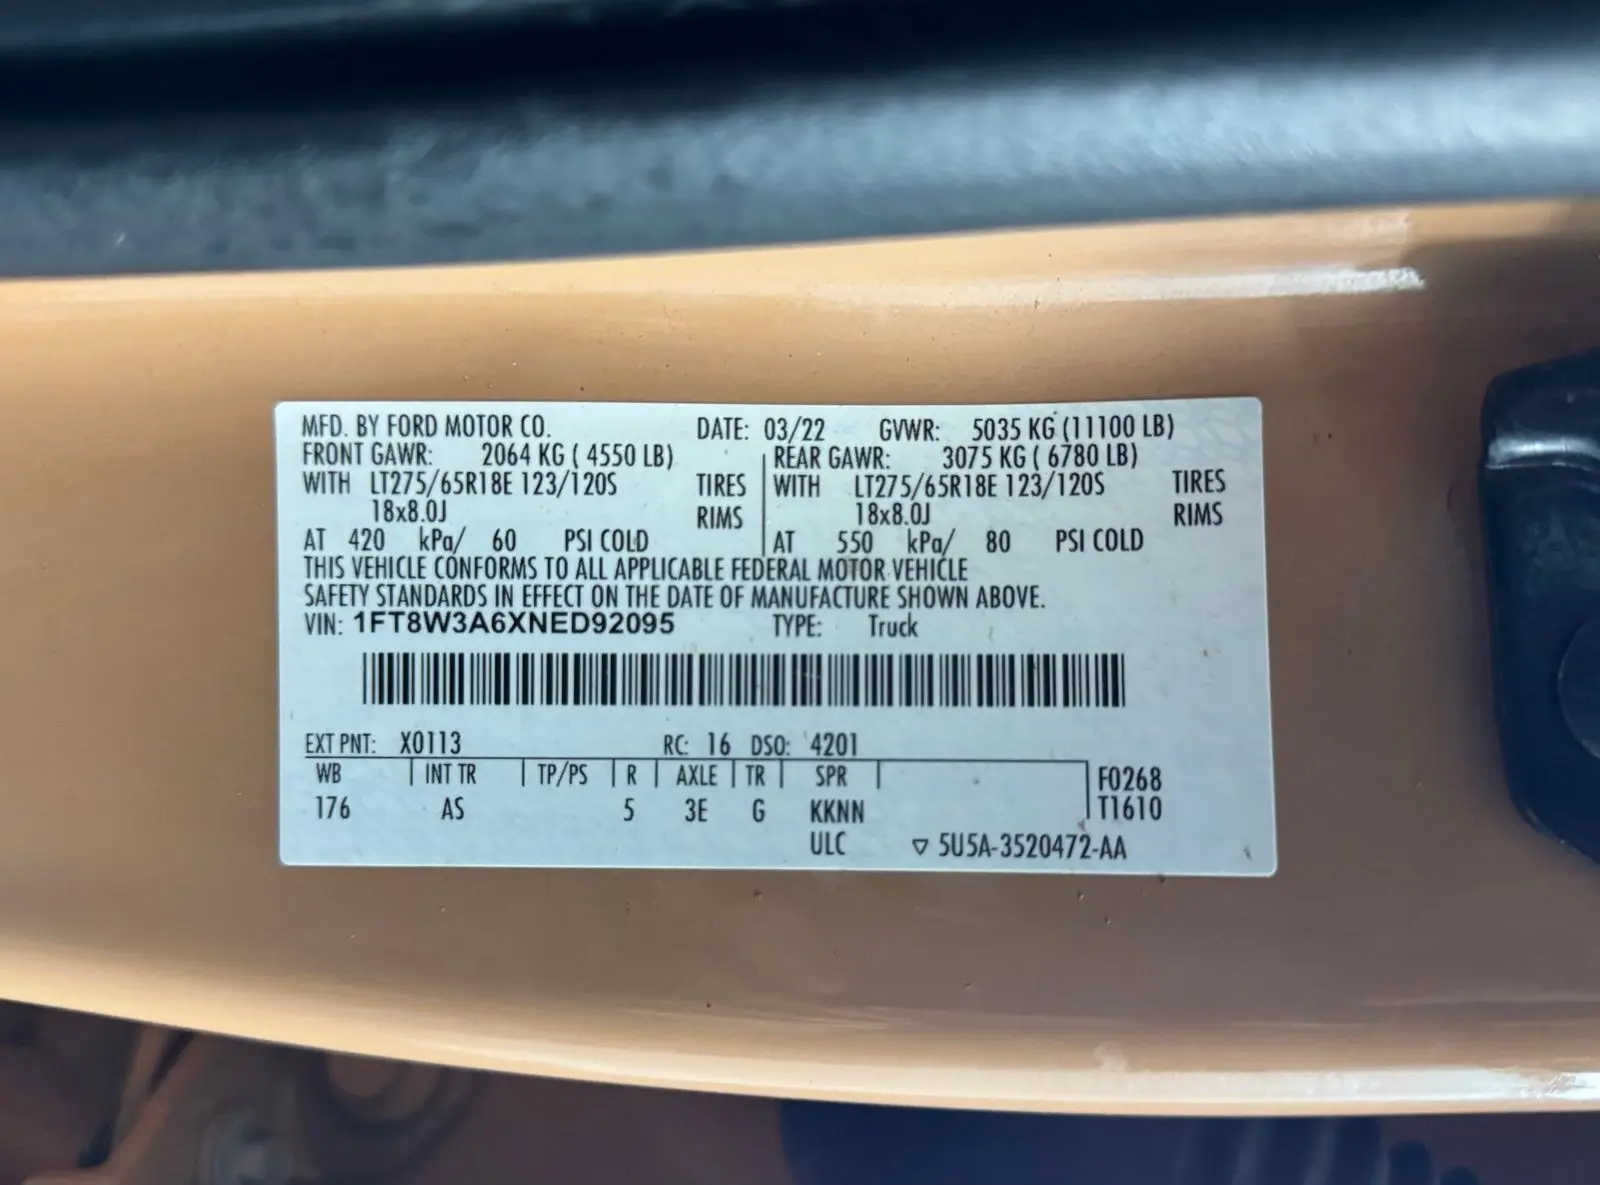 MFD. BY FORD MOTOR CO. DATE: 03/22 GVWR: 5035 KG (11100 LB)
FRONT GAWR: 2064 KG ( 4550 LB) REAR GAWR: 3075 KG ( 6780 LB)
WITH LT275/65R18E 123/120S TIRES WITH LT275/65R18E 123/120S TIRES
18x8.0J RIMS 18x8.0J RIMS
AT 420 kPa/ 60 PSI COLD AT 550 kPa/ 80 PSI COLD
THIS VEHICLE CONFORMS TO ALL APPLICABLE FEDERAL MOTOR VEHICLE
SAFETY STANDARDS IN EFFECT ON THE DATE OF MANUFACTURE SHOWN ABOVE.
VIN: 1FT8W3A6XNED92095 TYPE: Truck
EXT PNT: X0113 RC: 16 DSO: 4201
WB INT TR TP/PS R AXLE TR SPR F0268
176 AS 5 3E G KKNN T1610
ULC ▽ 5U5A-3520472-AA